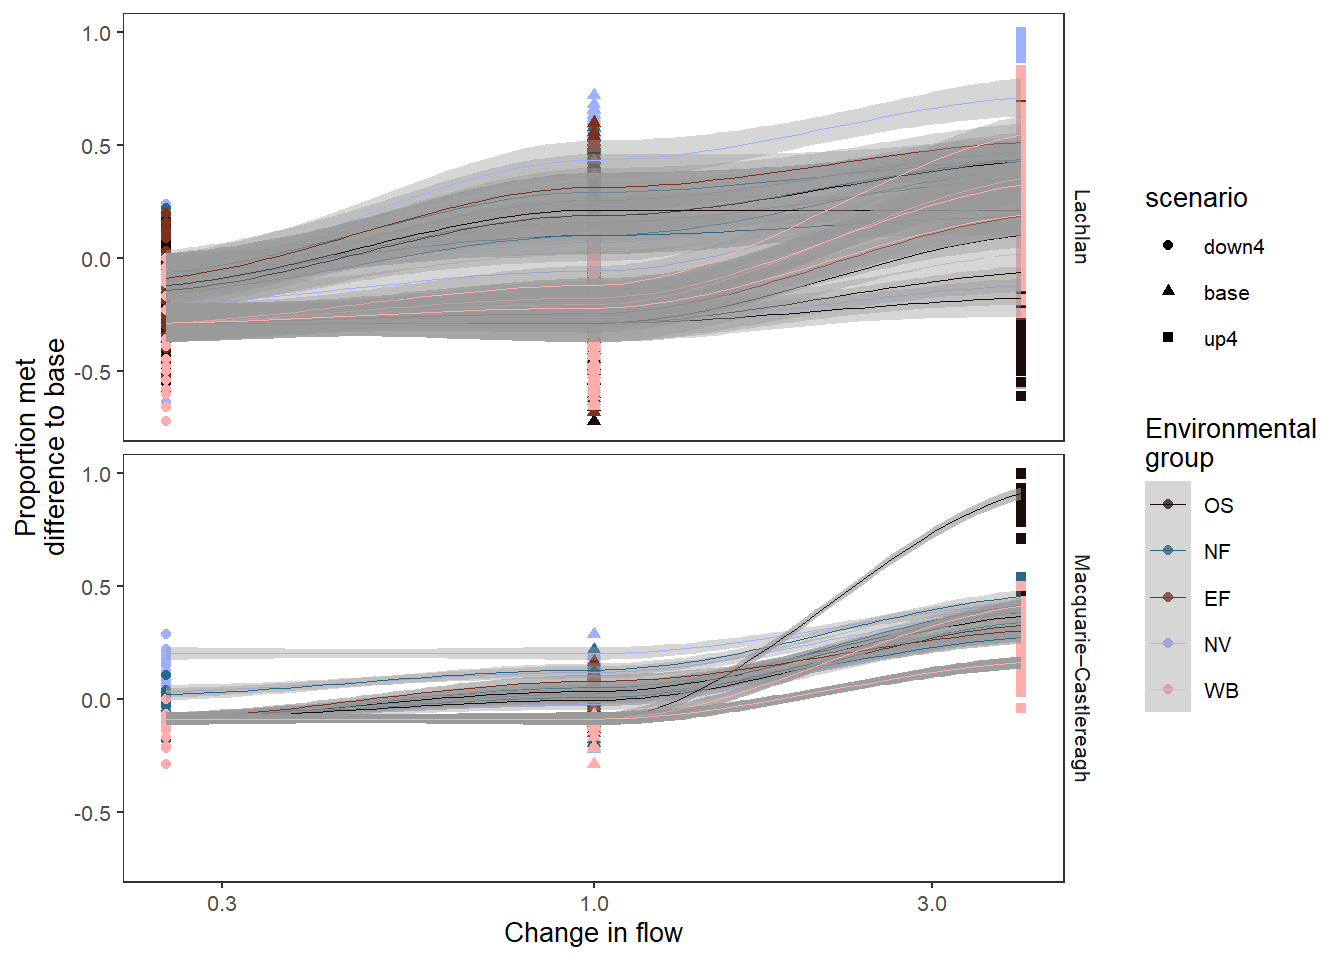 1.0
0.5
0.0
-0.5
Lachlan
1.0
0.5
0.0
-0.5
Macquarie−Castlereagh
0.3
1.0
3.0
Change in flow
Proportion met
difference to base
scenario
down4
base
up4
Environmental
group
OS
NF
EF
NV
WB